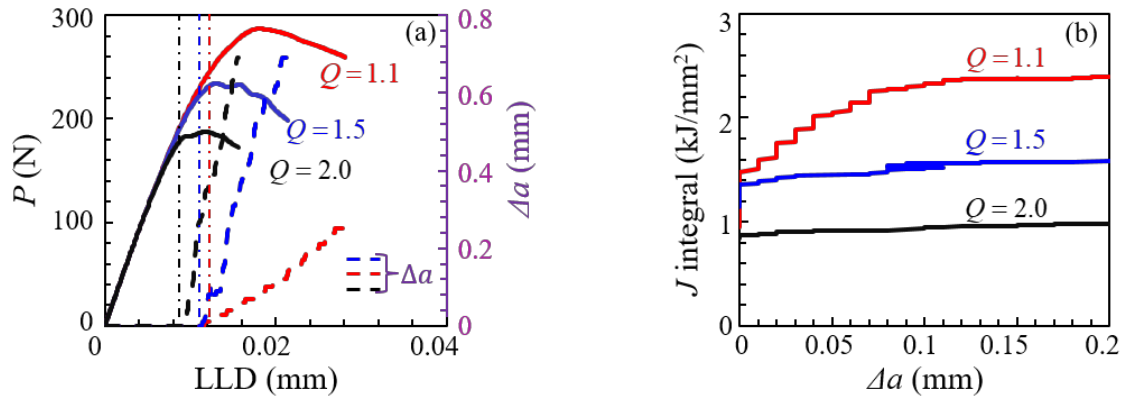 (a)
300
200
100
0
P (N)
0
0.02
0.04
LLD (mm)
0.8
0.6
0.4
0.2
0
Δa (mm)
Q = 1.1
Q = 1.5
Q = 2.0
Δa
(b)
3
2
1
0
J integral (kJ/mm²)
0
0.05
0.1
0.15
0.2
Δa (mm)
Q = 1.1
Q = 1.5
Q = 2.0